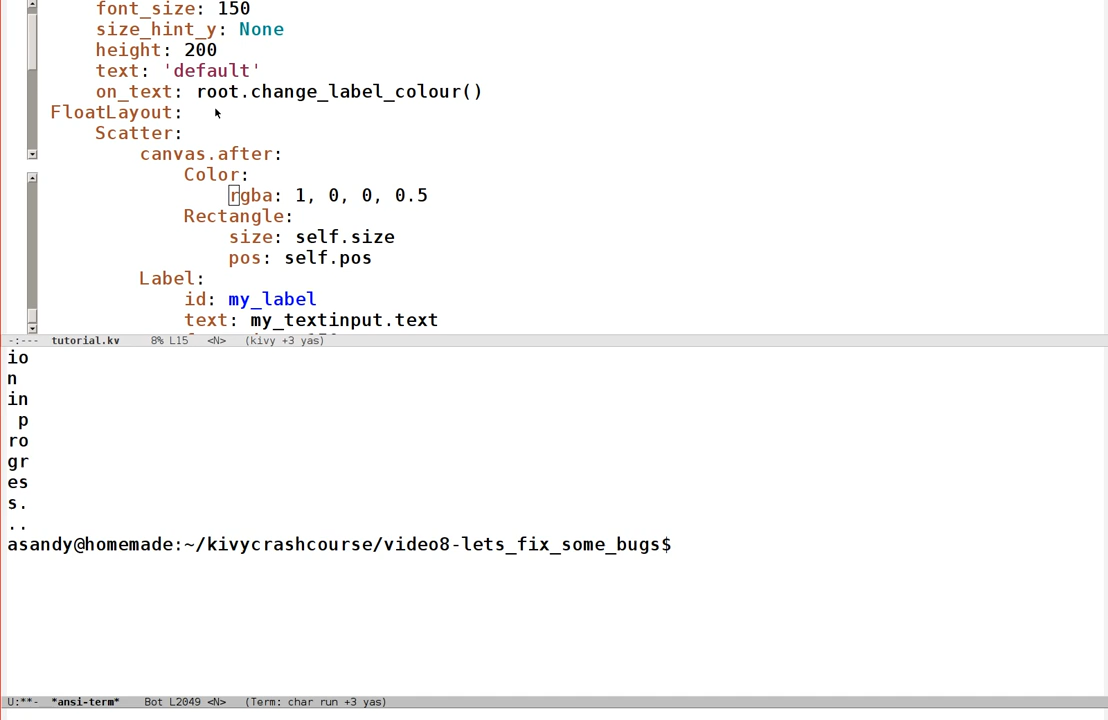 font_size: 150
size_hint_y: None
height: 200
text: 'default'
on_text: root.change_label_colour()
FloatLayout:
Scatter:
canvas.after:
Color:
rgba: 1, 0, 0, 0.5
Rectangle:
size: self.size
pos: self.pos
Label:
id: my_label
text: my_textinput.text
-:--- tutorial.kv 8% L15 <N> (kivy +3 yas)
io
n
in
p
ro
gr
es
s.
..
asandy@homemade:~/kivycrashcourse/video8-lets_fix_some_bugs$
U:**- *ansi-term* Bot L2049 <N> (Term: char run +3 yas)